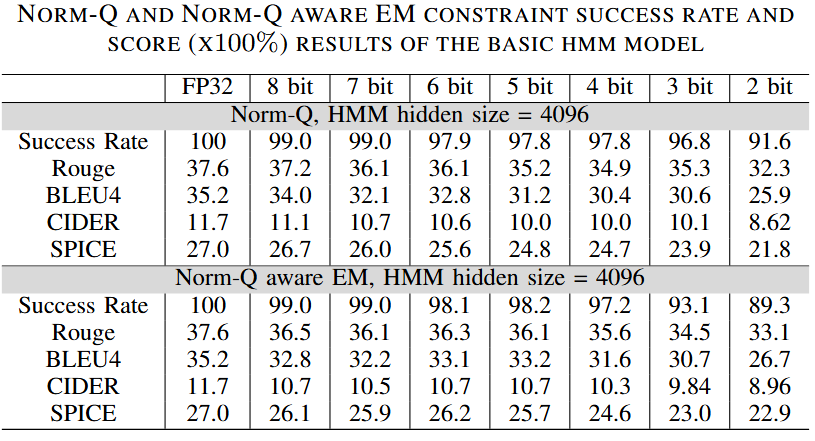 NORM-Q AND NORM-Q AWARE EM CONSTRAINT SUCCESS RATE AND
SCORE (X100%) RESULTS OF THE BASIC HMM MODEL
FP32 8 bit 7 bit 6 bit 5 bit 4 bit 3 bit 2 bit
Norm-Q, HMM hidden size = 4096
Success Rate 100 99.0 99.0 97.9 97.8 97.8 96.8 91.6
Rouge 37.6 37.2 36.1 36.1 35.2 34.9 35.3 32.3
BLEU4 35.2 34.0 32.1 32.8 31.2 30.4 30.6 25.9
CIDER 11.7 11.1 10.7 10.6 10.0 10.0 10.1 8.62
SPICE 27.0 26.7 26.0 25.6 24.8 24.7 23.9 21.8
Norm-Q aware EM, HMM hidden size = 4096
Success Rate 100 99.0 99.0 98.1 98.2 97.2 93.1 89.3
Rouge 37.6 36.5 36.1 36.3 36.1 35.6 34.5 33.1
BLEU4 35.2 32.8 32.2 33.1 33.2 31.6 30.7 26.7
CIDER 11.7 10.7 10.5 10.7 10.7 10.3 9.84 8.96
SPICE 27.0 26.1 25.9 26.2 25.7 24.6 23.0 22.9